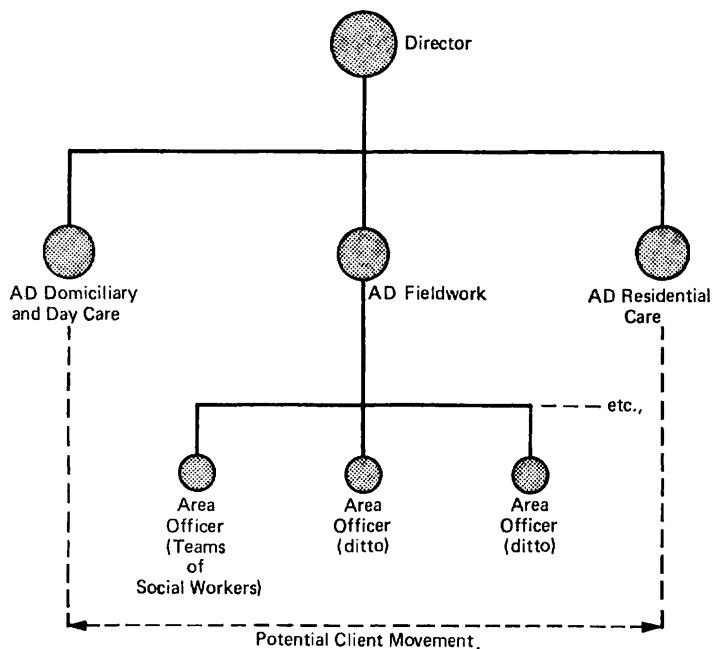 Director
AD Domiciliary
and Day Care
AD Fieldwork
AD Residential
Care
etc.,
Area
Officer
(Teams
of
Social Workers)
Area
Officer
(ditto)
Area
Officer
(ditto)
Potential Client Movement.